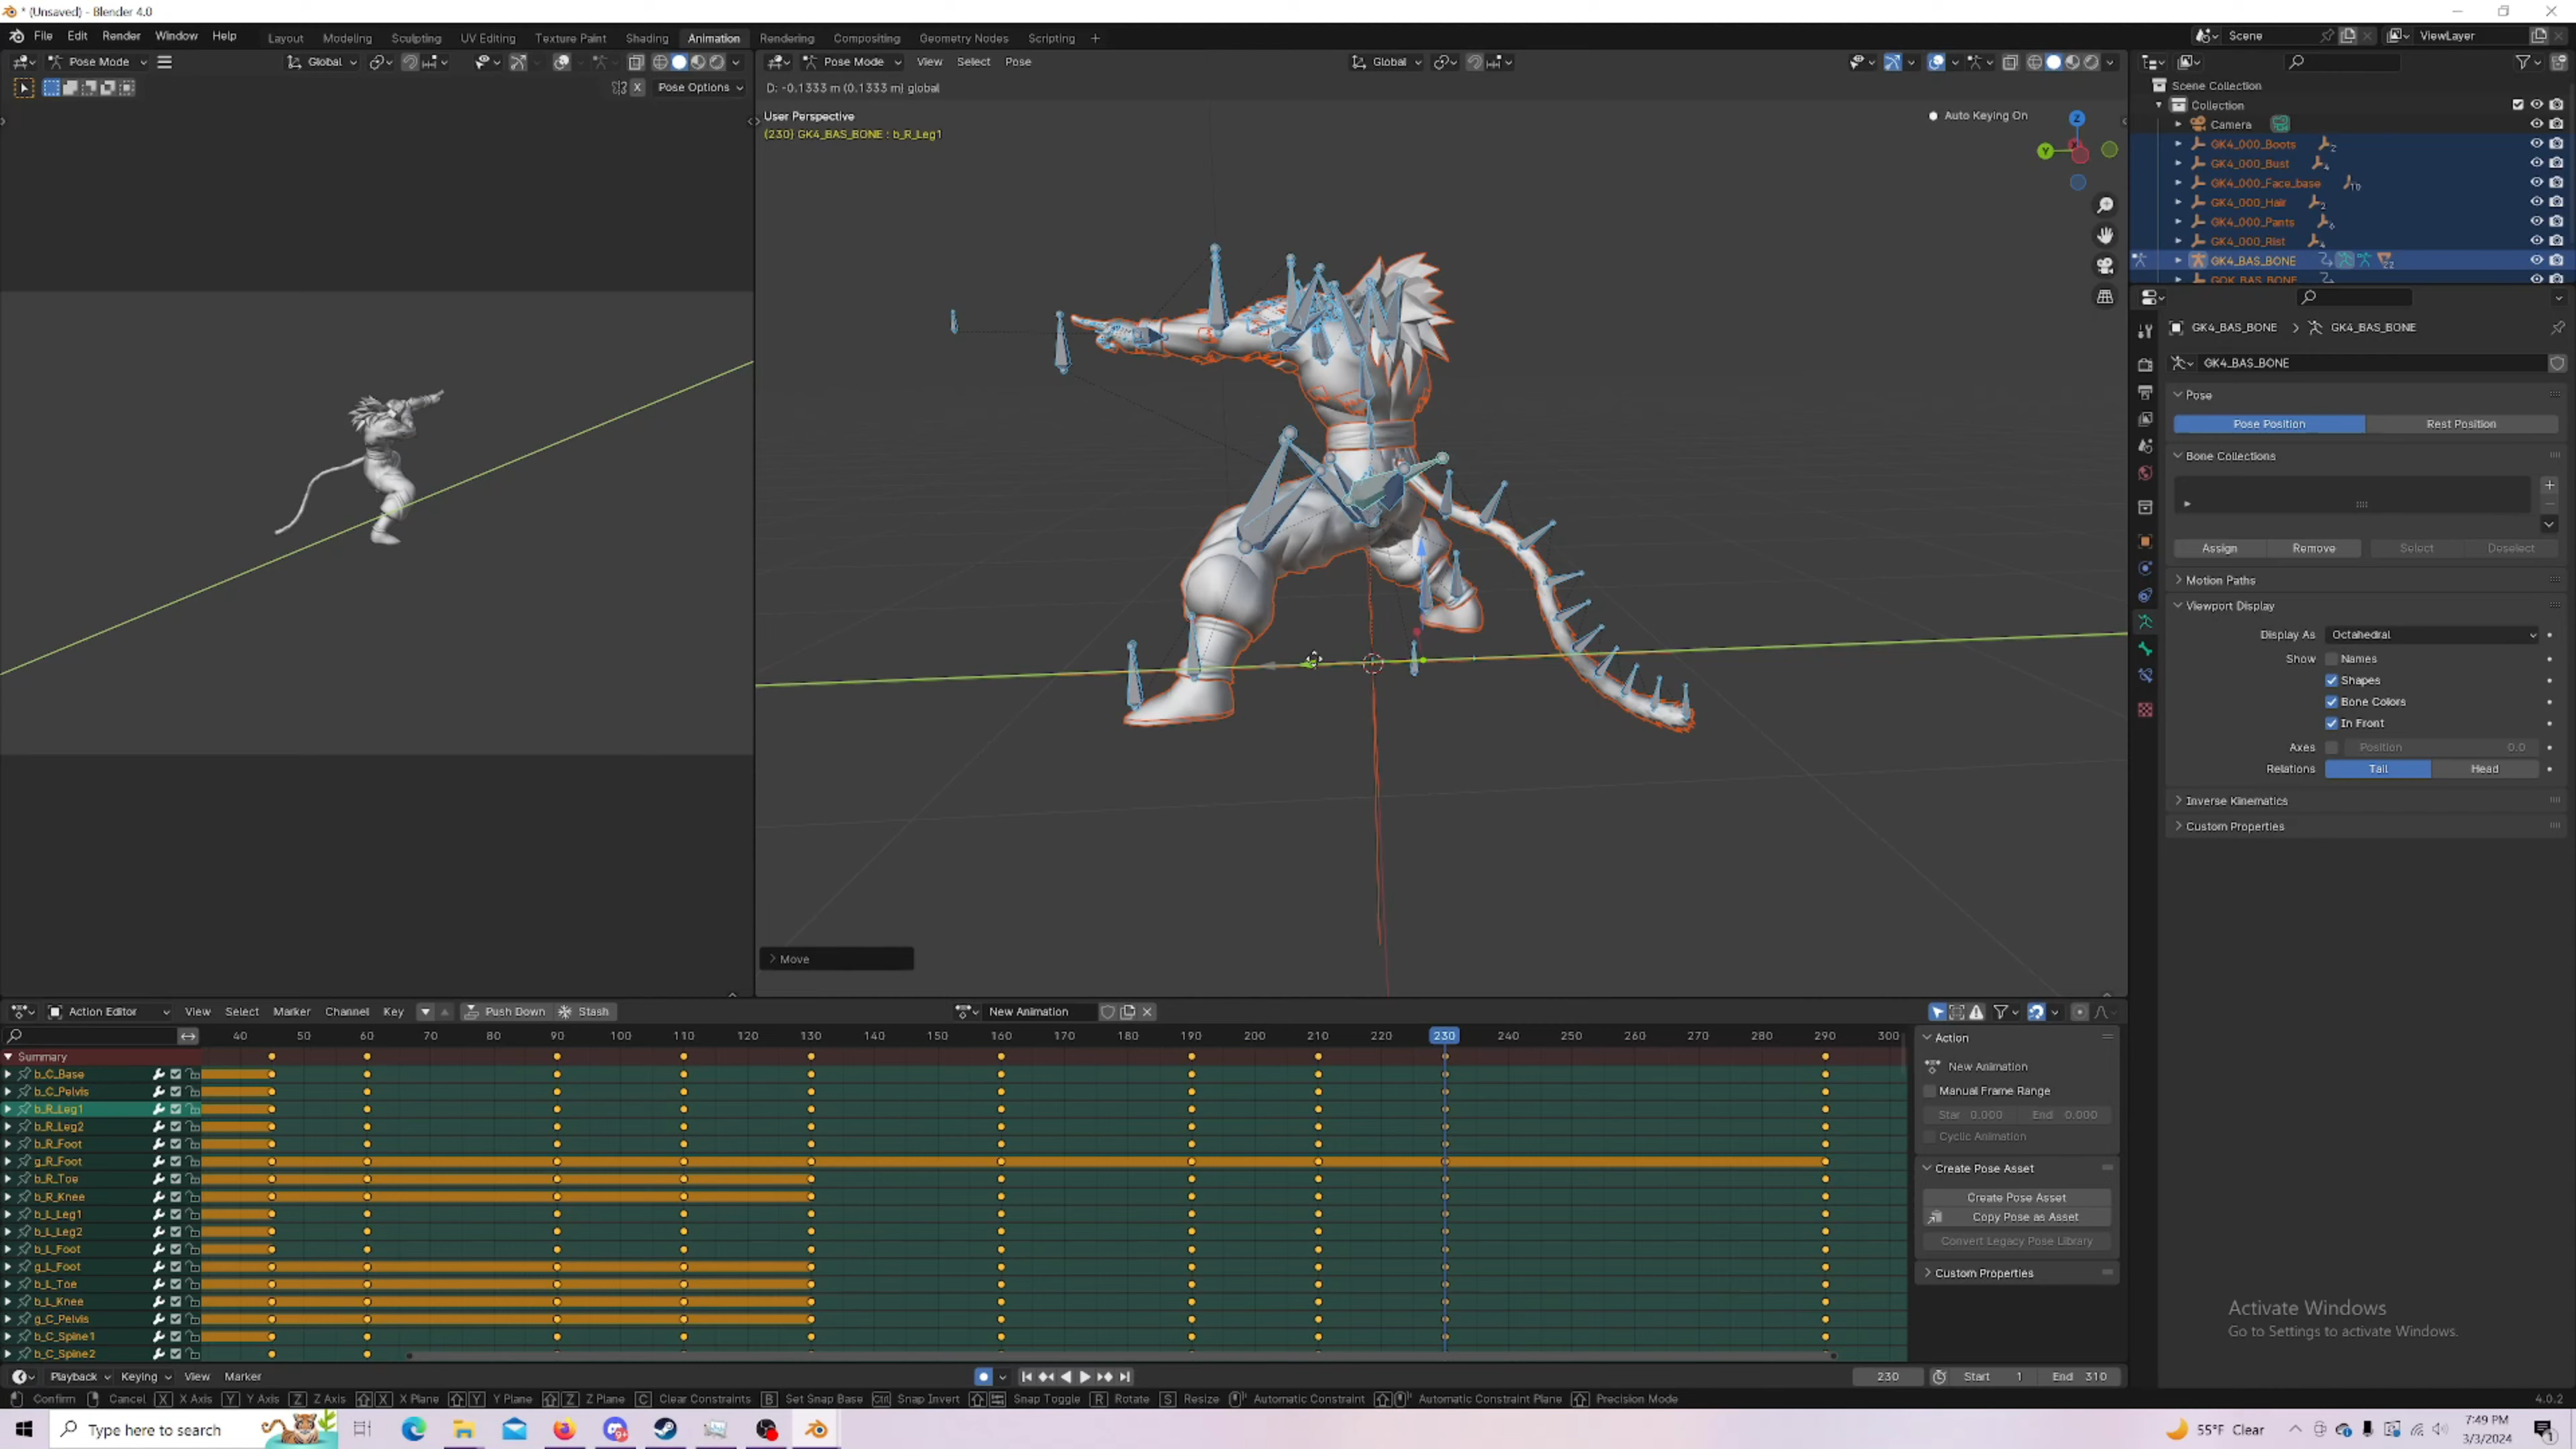 * (Unsaved) - Blender 4.0
File Edit Render Window Help Layout Modeling Sculpting UV Editing Texture Paint Shading Animation Rendering Compositing Geometry Nodes Scripting + Scene ViewLayer
Pose Mode Global Pose Mode View Select Pose Global
X Pose Options D: -0.1333 m (0.1333 m) global
Scene Collection
Collection
User Perspective Auto Keying On
(230) GK4_BAS_BONE : b_R_Leg1
Z
Y
Camera
GK4_000_Boots 2
GK4_000_Bust 4
GK4_000_Face_base 10
GK4_000_Hair 2
GK4_000_Pants 6
GK4_000_Rist 4
GK4_BAS_BONE 22
GOK_BAS_BONE
GK4_BAS_BONE > GK4_BAS_BONE
GK4_BAS_BONE
Pose
Pose Position Rest Position
Bone Collections
Assign Remove Select Deselect
Motion Paths
Viewport Display
Display As Octahedral
Show Names
Shapes
Bone Colors
In Front
Axes Position 0.0
Relations Tail Head
Inverse Kinematics
Custom Properties
Move
Action Editor View Select Marker Channel Key Push Down Stash New Animation
40 50 60 70 80 90 100 110 120 130 140 150 160 170 180 190 200 210 220 230 240 250 260 270 280 290 300
Summary
b_C_Base
b_C_Pelvis
b_R_Leg1
b_R_Leg2
b_R_Foot
g_R_Foot
b_R_Toe
b_R_Knee
b_L_Leg1
b_L_Leg2
b_L_Foot
g_L_Foot
b_L_Toe
b_L_Knee
g_C_Pelvis
b_C_Spine1
b_C_Spine2
Action
New Animation
Manual Frame Range
Star 0.000 End 0.000
Cyclic Animation
Create Pose Asset
Create Pose Asset
Copy Pose as Asset
Convert Legacy Pose Library
Custom Properties
Activate Windows
Go to Settings to activate Windows.
Playback Keying View Marker 230 Start 1 End 310
Confirm Cancel X X Axis Y Y Axis Z Z Axis X X Plane Y Y Plane Z Z Plane C Clear Constraints B Set Snap Base Ctrl Snap Invert Snap Toggle R Rotate S Resize Automatic Constraint Automatic Constraint Plane Precision Mode 4.0.2
Type here to search 9+ 55°F Clear 7:49 PM
3/3/2024 1